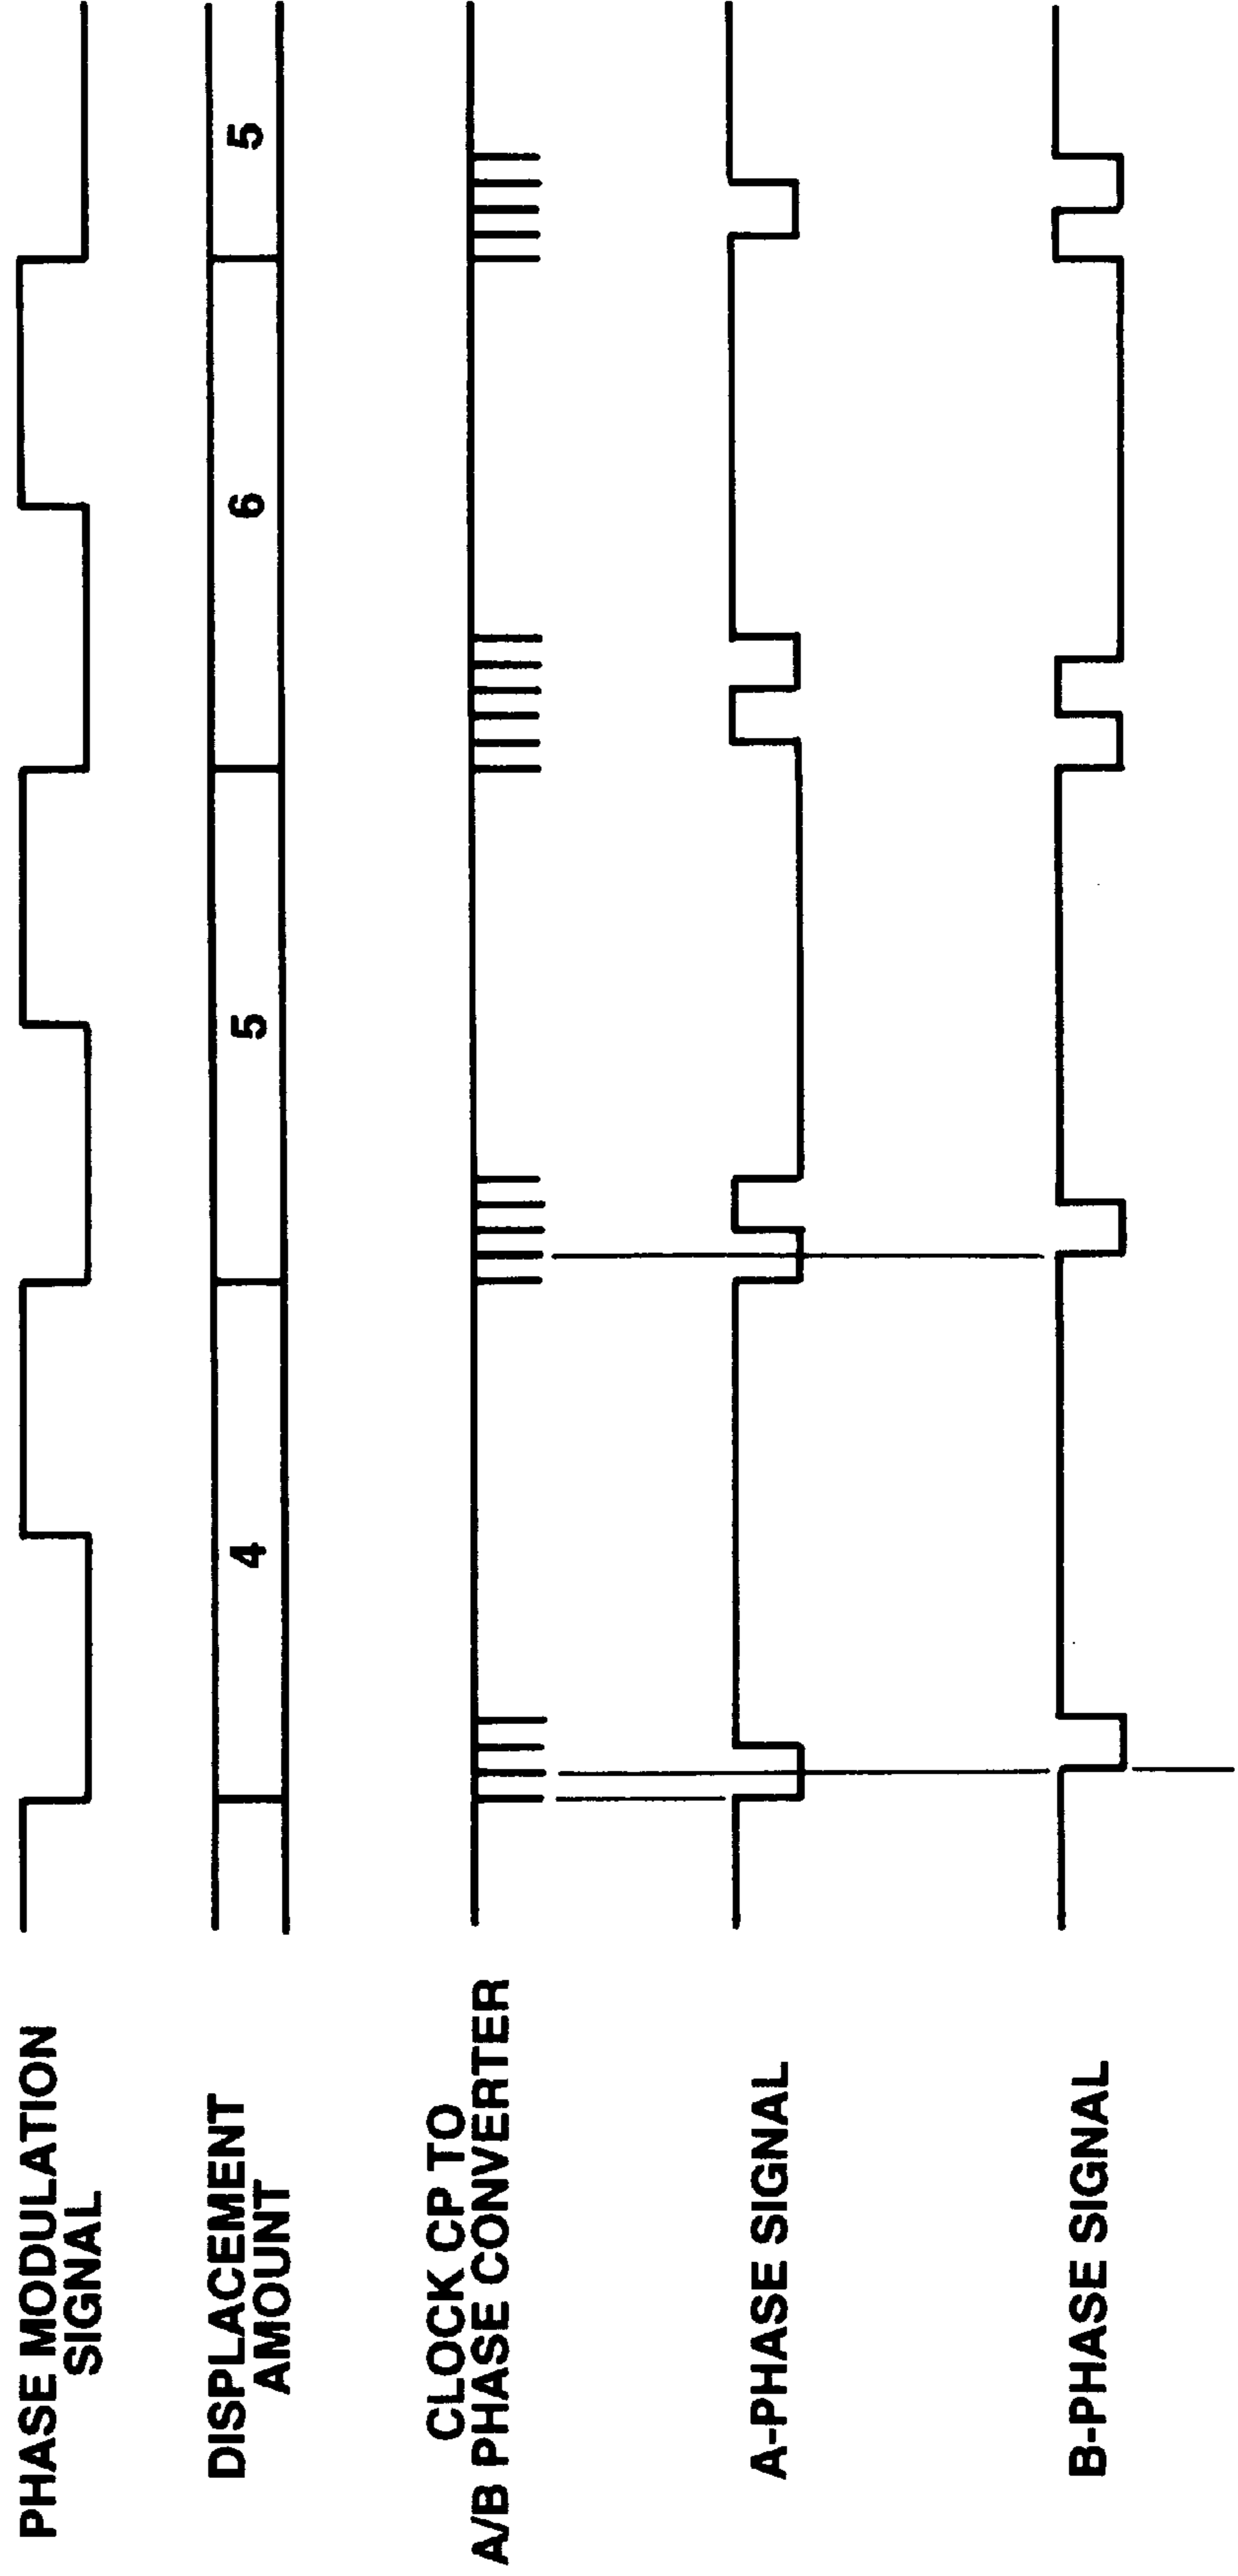 PHASE MODULATION
SIGNAL
DISPLACEMENT
AMOUNT
4
5
6
5
CLOCK CP TO
A/B PHASE CONVERTER
A-PHASE SIGNAL
B-PHASE SIGNAL